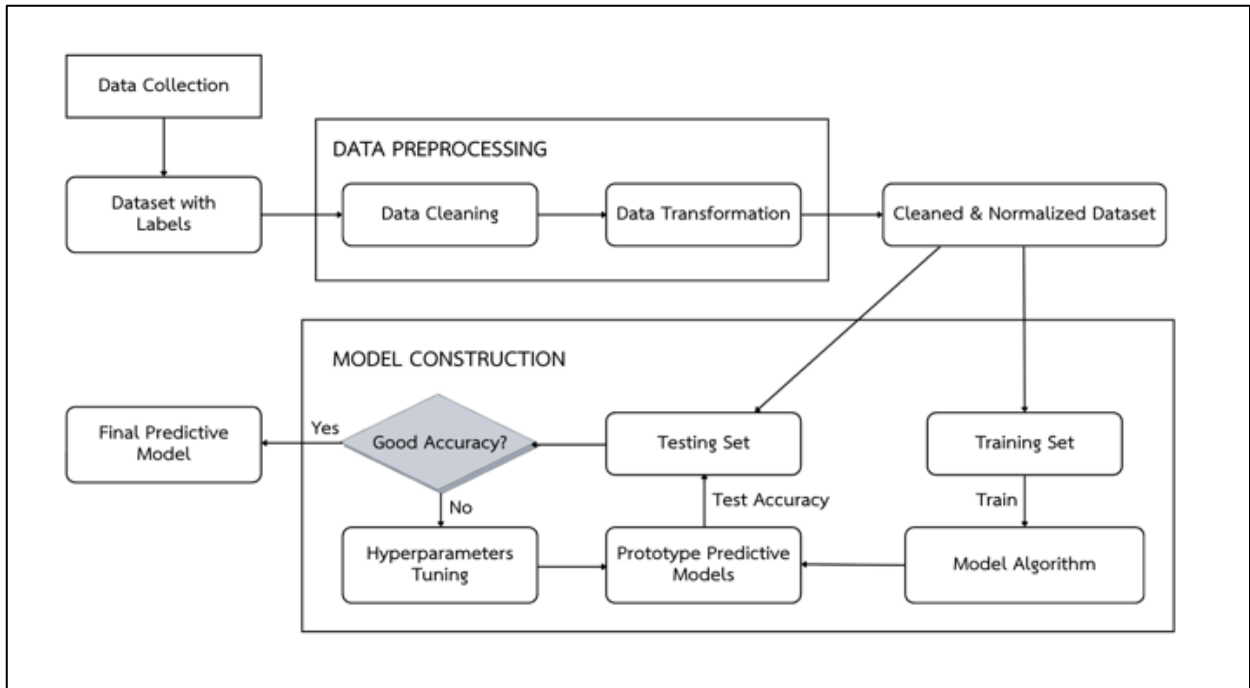 Data Collection
DATA PREPROCESSING
Dataset with
Labels
Data Cleaning
Data Transformation
Cleaned & Normalized Dataset
MODEL CONSTRUCTION
Final Predictive
Model
Yes
Good Accuracy?
Testing Set
Training Set
No
Test Accuracy
Train
Hyperparameters
Tuning
Prototype Predictive
Models
Model Algorithm